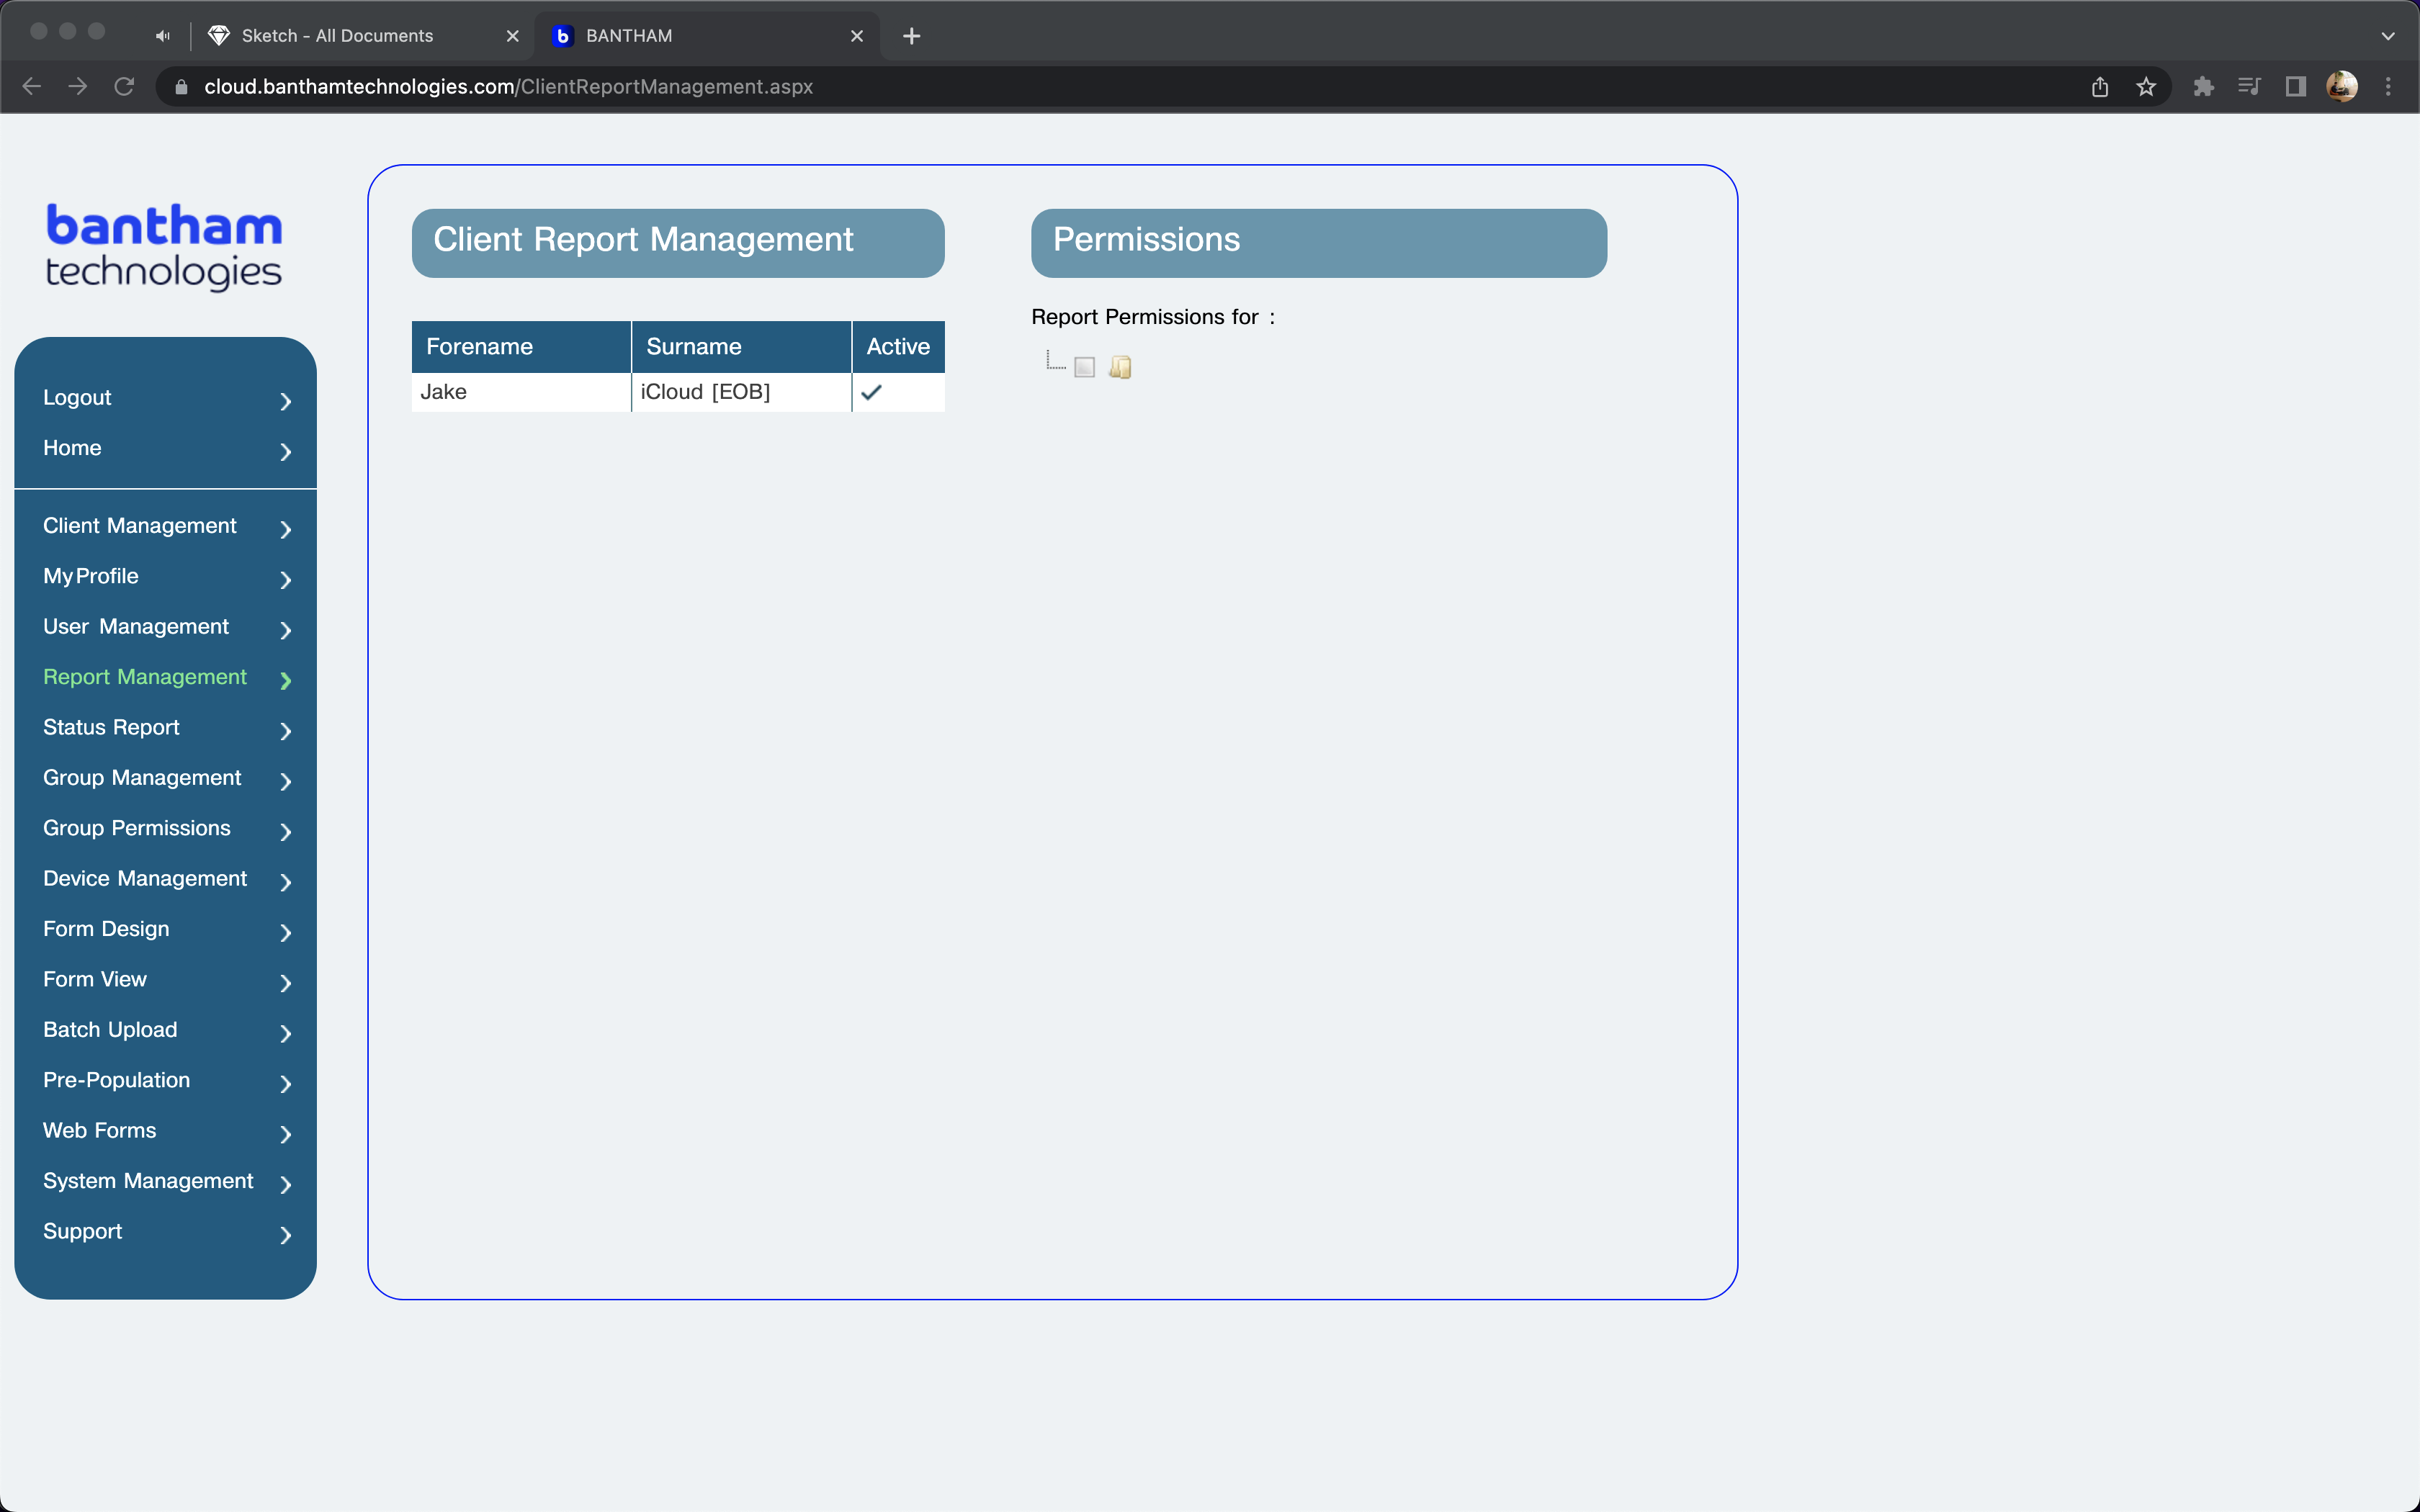 Sketch - All Documents
BANTHAM
cloud.banthamtechnologies.com/ClientReportManagement.aspx
bantham
technologies
Logout
Home
Client Management
My Profile
User Management
Report Management
Status Report
Group Management
Group Permissions
Device Management
Form Design
Form View
Batch Upload
Pre-Population
Web Forms
System Management
Support
Client Report Management
Forename Surname Active
Jake iCloud [EOB]
Permissions
Report Permissions for :